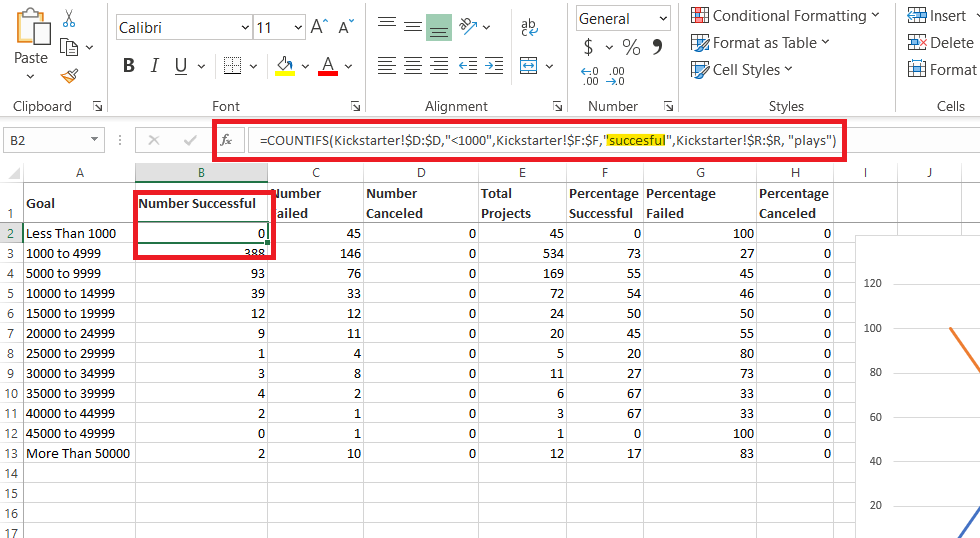 Calibri 11 A A ab General Conditional Formatting Insert
Paste B I U A $ % Format as Table Delete
Cell Styles Format
Clipboard Font Alignment Number Styles Cells
B2 fx =COUNTIFS(Kickstarter!$D:$D,"<1000",Kickstarter!$F:$F,"succesful",Kickstarter!$R:$R, "plays")
A B C D E F G H I J
1 Goal Number Successful Number Failed Number Canceled Total Projects Percentage Successful Percentage Failed Percentage Canceled
2 Less Than 1000 0 45 0 45 0 100 0
3 1000 to 4999 388 146 0 534 73 27 0
4 5000 to 9999 93 76 0 169 55 45 0
5 10000 to 14999 39 33 0 72 54 46 0
6 15000 to 19999 12 12 0 24 50 50 0
7 20000 to 24999 9 11 0 20 45 55 0
8 25000 to 29999 1 4 0 5 20 80 0
9 30000 to 34999 3 8 0 11 27 73 0
10 35000 to 39999 4 2 0 6 67 33 0
11 40000 to 44999 2 1 0 3 67 33 0
12 45000 to 49999 0 1 0 1 0 100 0
13 More Than 50000 2 10 0 12 17 83 0
14
15
16
17
120
100
80
60
40
20